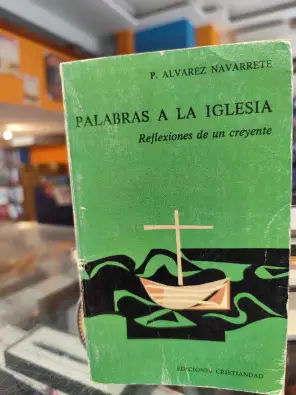 P. ALVAREZ NAVARRETE
PALABRAS A LA IGLESIA
Reflexiones de un creyente
EDICIONES CRISTIANDAD